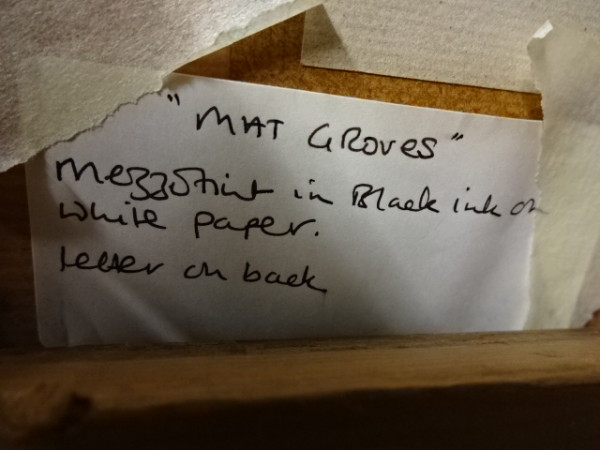 "MAT GROVES"
Mezzotint in Black ink on
white paper.
letter on back